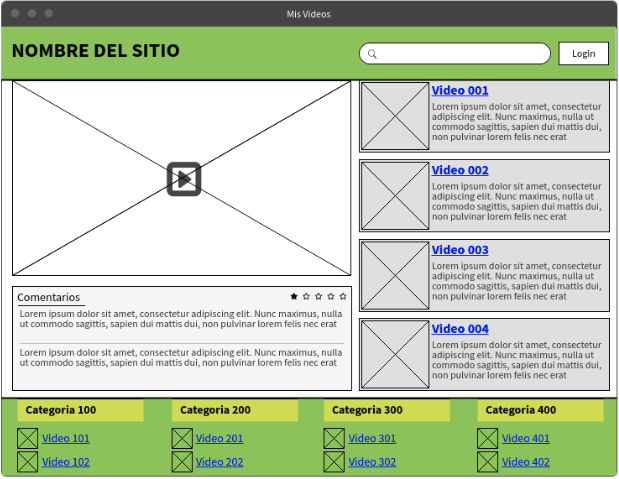 Mis Videos
NOMBRE DEL SITIO
Login
Video 001
Lorem ipsum dolor sit amet, consectetur
adipiscing elit. Nunc maximus, nulla ut
commodo sagittis, sapien dui mattis dui,
non pulvinar lorem felis nec erat
Video 002
Lorem ipsum dolor sit amet, consectetur
adipiscing elit. Nunc maximus, nulla ut
commodo sagittis, sapien dui mattis dui,
non pulvinar lorem felis nec erat
Video 003
Lorem ipsum dolor sit amet, consectetur
adipiscing elit. Nunc maximus, nulla ut
commodo sagittis, sapien dui mattis dui,
non pulvinar lorem felis nec erat
Video 004
Lorem ipsum dolor sit amet, consectetur
adipiscing elit. Nunc maximus, nulla ut
commodo sagittis, sapien dui mattis dui,
non pulvinar lorem felis nec erat
Comentarios
Lorem ipsum dolor sit amet, consectetur adipiscing elit. Nunc maximus, nulla
ut commodo sagittis, sapien dui mattis dui, non pulvinar lorem felis nec erat
Lorem ipsum dolor sit amet, consectetur adipiscing elit. Nunc maximus, nulla
ut commodo sagittis, sapien dui mattis dui, non pulvinar lorem felis nec erat
Categoria 100
Video 101
Video 102
Categoria 200
Video 201
Video 202
Categoria 300
Video 301
Video 302
Categoria 400
Video 401
Video 402